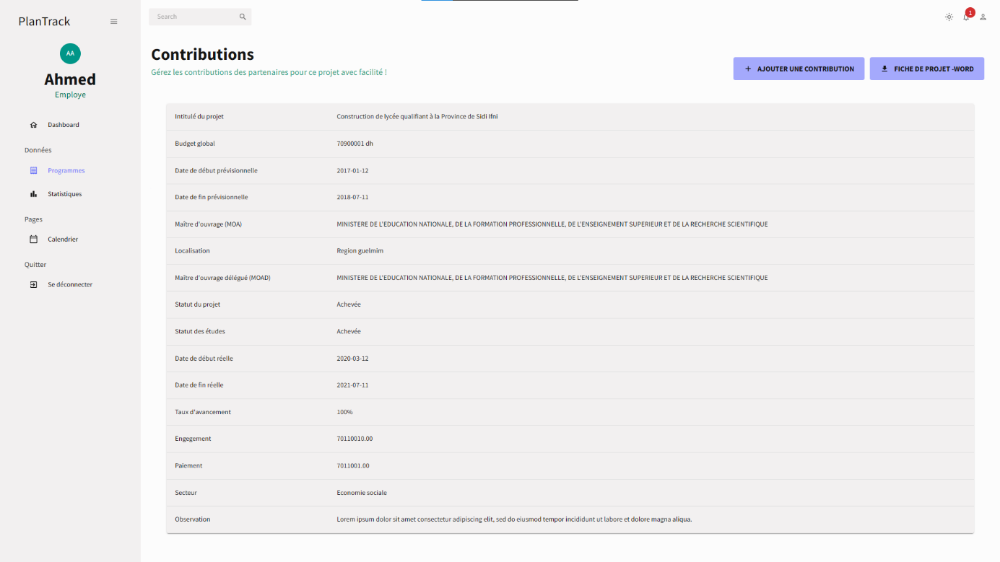 PlanTrack
AA
Ahmed
Employe
Dashboard
Données
Programmes
Statistiques
Pages
Calendrier
Quitter
Se déconnecter
Search
1
Contributions
Gérez les contributions des partenaires pour ce projet avec facilité !
AJOUTER UNE CONTRIBUTION
FICHE DE PROJET -WORD
Intitulé du projet Construction de lycée qualifiant à la Province de Sidi Ifni
Budget global 70900001 dh
Date de début prévisionnelle 2017-01-12
Date de fin prévisionnelle 2018-07-11
Maître d'ouvrage (MOA) MINISTERE DE L'EDUCATION NATIONALE, DE LA FORMATION PROFESSIONNELLE, DE L'ENSEIGNEMENT SUPERIEUR ET DE LA RECHERCHE SCIENTIFIQUE
Localisation Region guelmim
Maître d'ouvrage délégué (MOAD) MINISTERE DE L'EDUCATION NATIONALE, DE LA FORMATION PROFESSIONNELLE, DE L'ENSEIGNEMENT SUPERIEUR ET DE LA RECHERCHE SCIENTIFIQUE
Statut du projet Achevée
Statut des études Achevée
Date de début réelle 2020-03-12
Date de fin réelle 2021-07-11
Taux d'avancement 100%
Engegement 70110010.00
Paiement 7011001.00
Secteur Economie sociale
Observation Lorem ipsum dolor sit amet consectetur adipiscing elit, sed do eiusmod tempor incididunt ut labore et dolore magna aliqua.